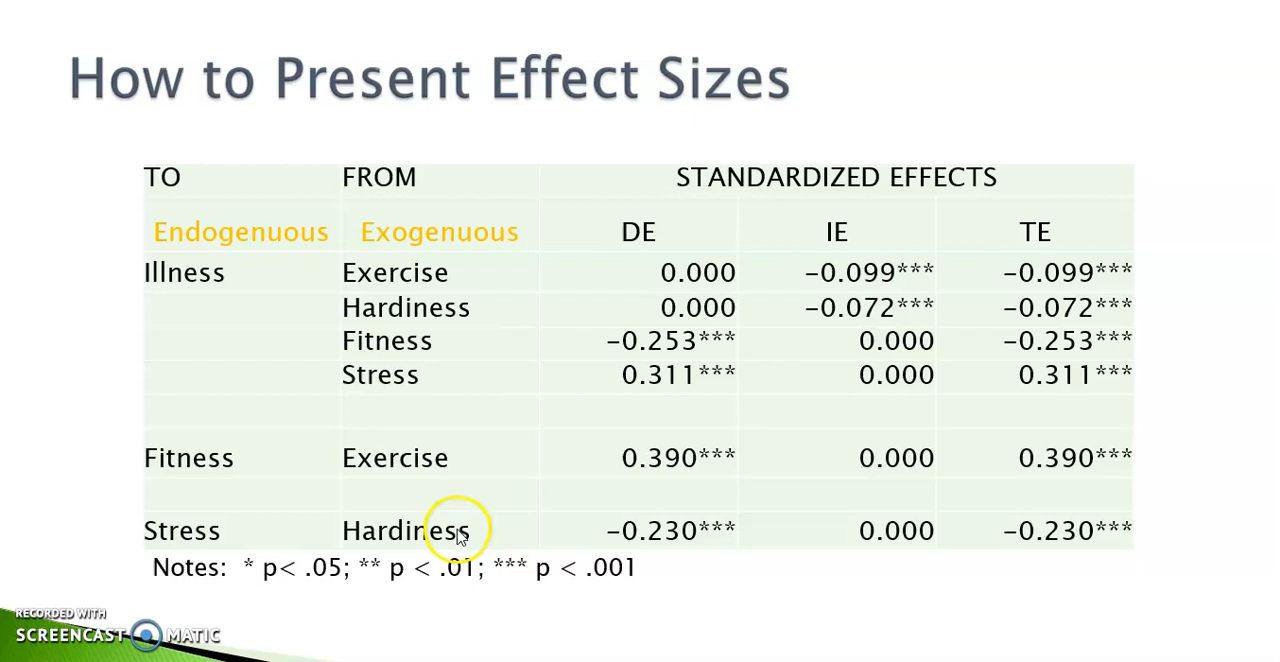 How to Present Effect Sizes
TO FROM STANDARDIZED EFFECTS
Endogenuous Exogenuous DE IE TE
Illness Exercise 0.000 -0.099*** -0.099***
Hardiness 0.000 -0.072*** -0.072***
Fitness -0.253*** 0.000 -0.253***
Stress 0.311*** 0.000 0.311***
Fitness Exercise 0.390*** 0.000 0.390***
Stress Hardiness -0.230*** 0.000 -0.230***
Notes: * p< .05; ** p < .01; *** p < .001
RECORDED WITH
SCREENCAST MATIC